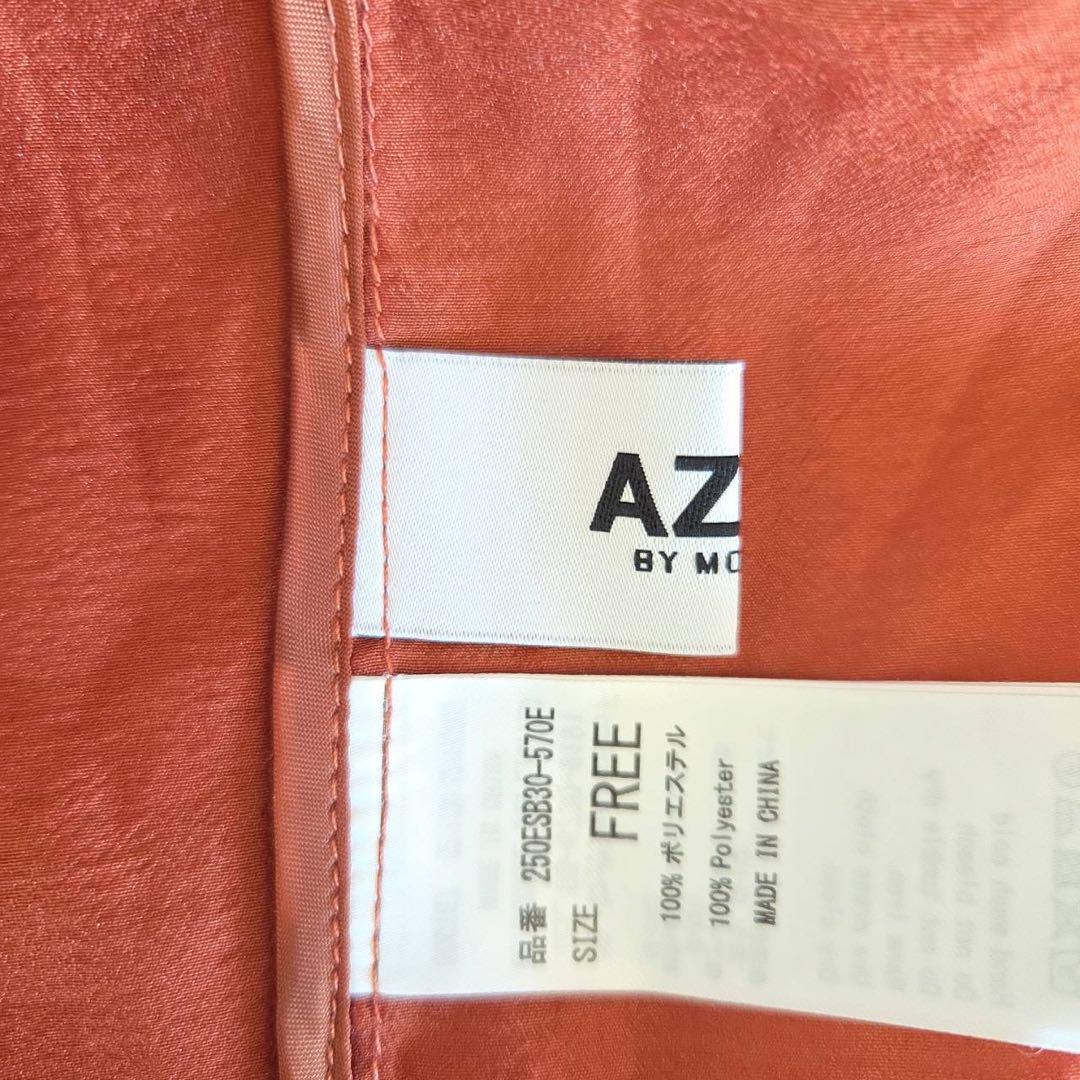 AZ
BY MO
品番 250ESB30-570E
SIZE FREE
100% ポリエステル
100% Polyester
MADE IN CHINA